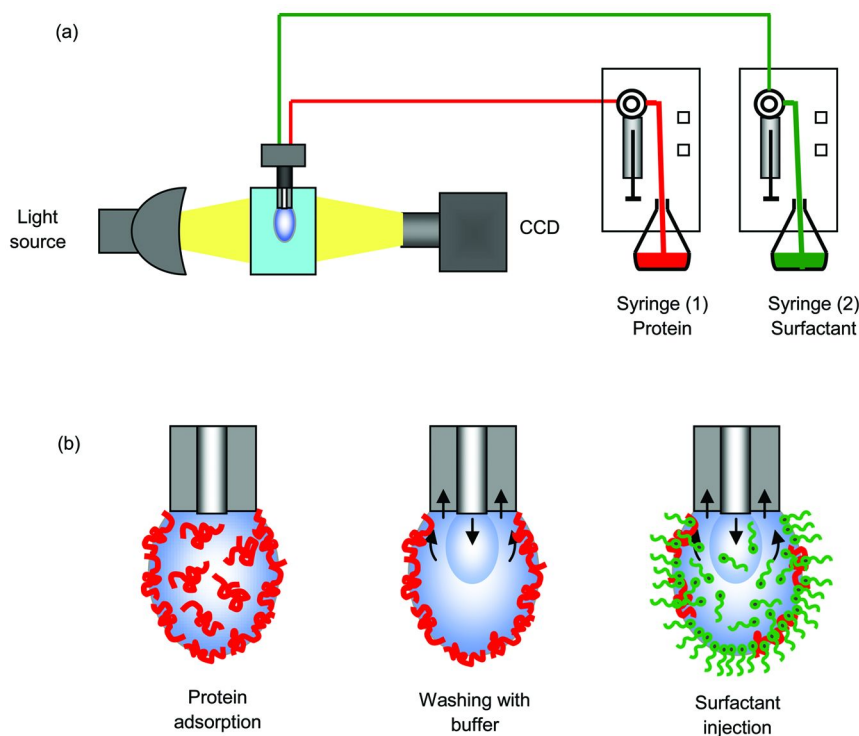 (a)
Light
source
CCD
Syringe (1)
Protein
Syringe (2)
Surfactant
(b)
Protein
adsorption
Washing with
buffer
Surfactant
injection